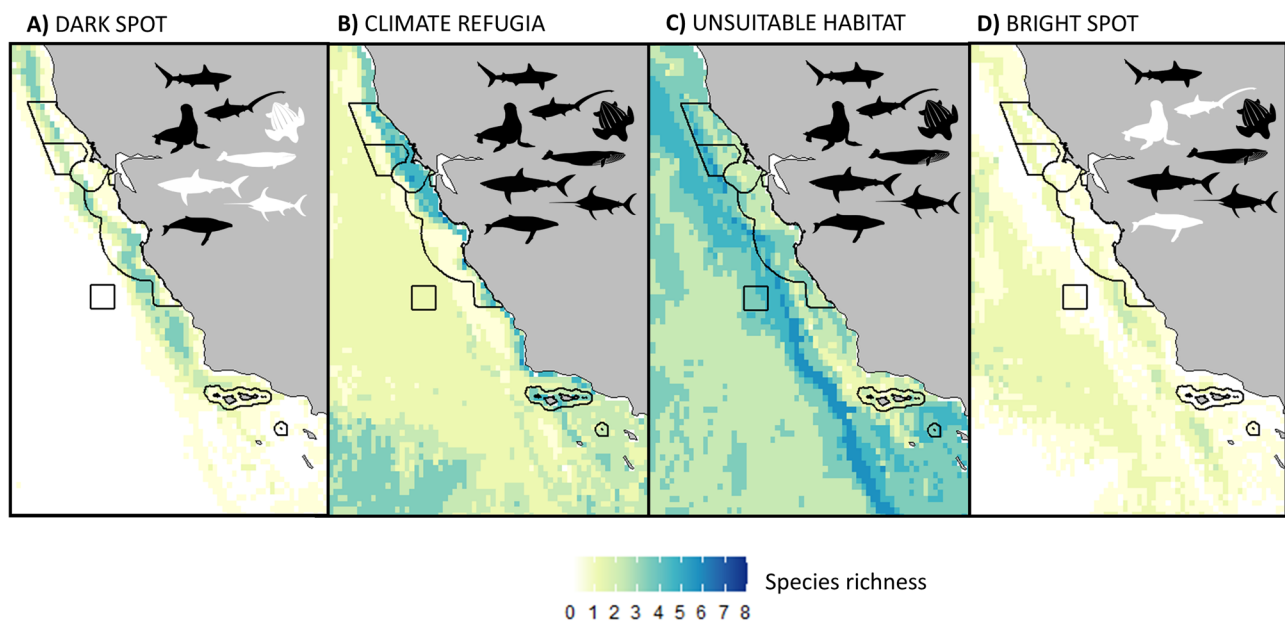 A) DARK SPOT
B) CLIMATE REFUGIA
C) UNSUITABLE HABITAT
D) BRIGHT SPOT
Species richness
0 1 2 3 4 5 6 7 8